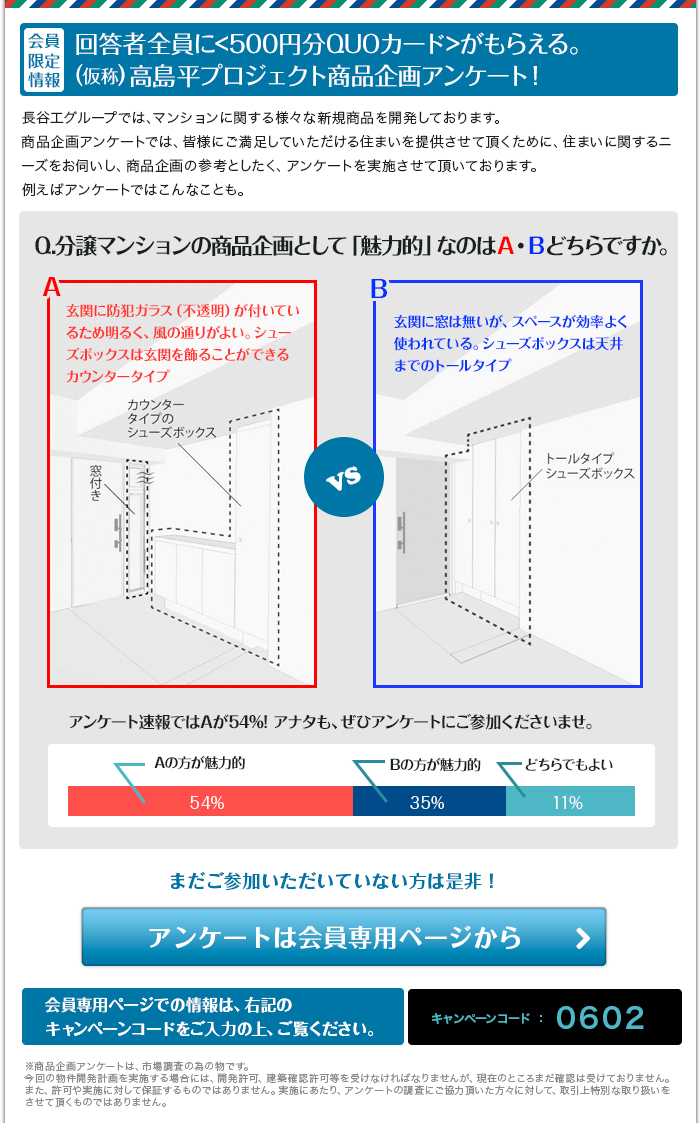 会員
限定
情報
回答者全員に<500円分QUOカード>がもらえる。
(仮称)高島平プロジェクト商品企画アンケート！
長谷工グループでは、マンションに関する様々な新規商品を開発しております。
商品企画アンケートでは、皆様にご満足していただける住まいを提供させて頂くために、住まいに関するニ
ーズをお伺いし、商品企画の参考としたく、アンケートを実施させて頂いております。
例えばアンケートではこんなことも。
Q.分譲マンションの商品企画として「魅力的」なのはA・Bどちらですか。
A
玄関に防犯ガラス（不透明）が付いてい
るため明るく、風の通りがよい。シュー
ズボックスは玄関を飾ることができる
カウンタータイプ
カウンター
タイプの
シューズボックス
窓付き
VS
B
玄関に窓は無いが、スペースが効率よく
使われている。シューズボックスは天井
までのトールタイプ
トールタイプ
シューズボックス
アンケート速報ではAが54%！アナタも、ぜひアンケートにご参加くださいませ。
Aの方が魅力的
Bの方が魅力的
どちらでもよい
54%
35%
11%
まだご参加いただいていない方は是非！
アンケートは会員専用ページから
会員専用ページでの情報は、右記の
キャンペーンコードをご入力の上、ご覧ください。
キャンペーンコード ： 0602
※商品企画アンケートは、市場調査の為の物です。
今回の物件開発計画を実施する場合には、開発許可、建築確認許可等を受けなければなりませんが、現在のところまだ確認は受けておりません。
また、許可や実施に対して保証するものではありません。実施にあたり、アンケートの調査にご協力頂いた方々に対して、取引上特別な取り扱いを
させて頂くものではありません。